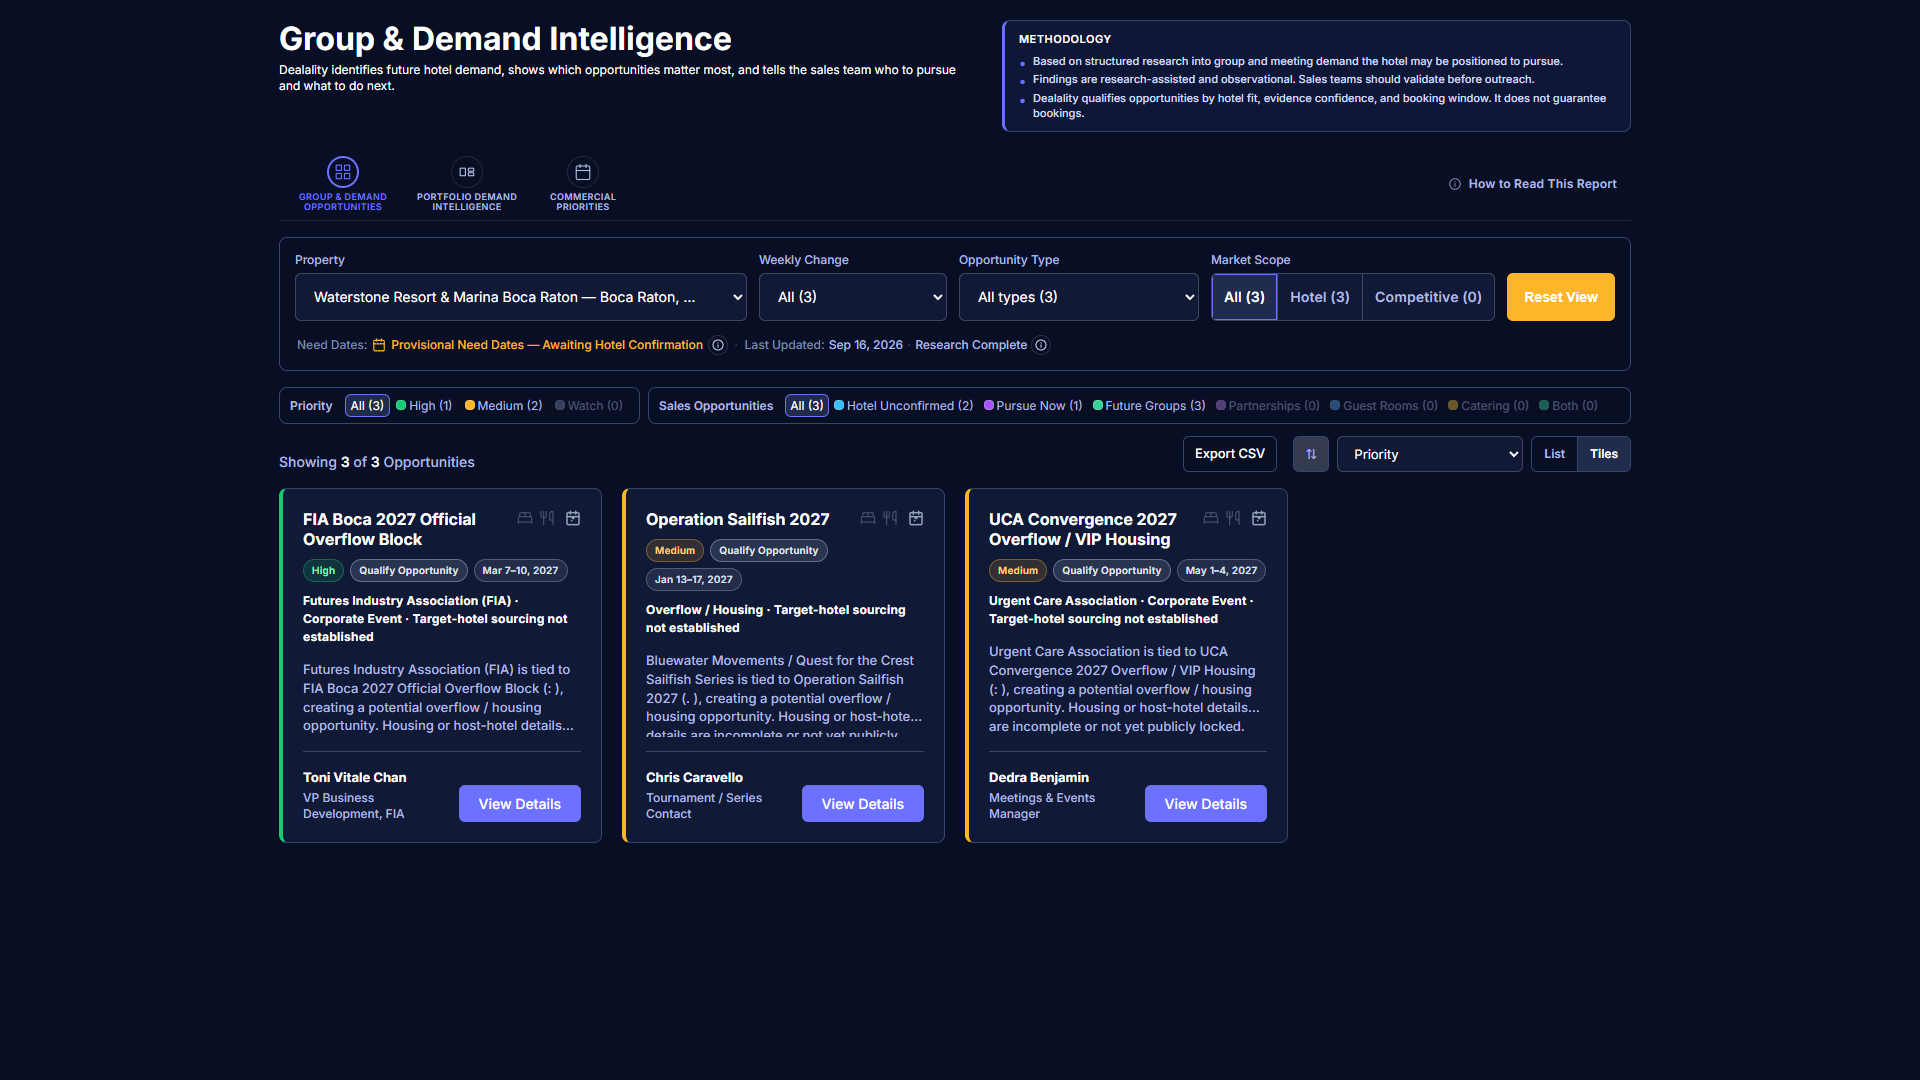 Group & Demand Intelligence
Dealality identifies future hotel demand, shows which opportunities matter most, and tells the sales team who to pursue
and what to do next.
METHODOLOGY
• Based on structured research into group and meeting demand the hotel may be positioned to pursue.
• Findings are research-assisted and observational. Sales teams should validate before outreach.
• Dealality qualifies opportunities by hotel fit, evidence confidence, and booking window. It does not guarantee
bookings.
GROUP & DEMAND
OPPORTUNITIES
PORTFOLIO DEMAND
INTELLIGENCE
COMMERCIAL
PRIORITIES
How to Read This Report
Property
Waterstone Resort & Marina Boca Raton — Boca Raton, ...
Weekly Change
All (3)
Opportunity Type
All types (3)
Market Scope
All (3) Hotel (3) Competitive (0)
Reset View
Need Dates: Provisional Need Dates — Awaiting Hotel Confirmation · Last Updated: Sep 16, 2026 · Research Complete
Priority All (3) High (1) Medium (2) Watch (0)
Sales Opportunities All (3) Hotel Unconfirmed (2) Pursue Now (1) Future Groups (3) Partnerships (0) Guest Rooms (0) Catering (0) Both (0)
Showing 3 of 3 Opportunities
Export CSV
Priority
List Tiles
FIA Boca 2027 Official
Overflow Block
High Qualify Opportunity Mar 7–10, 2027
Futures Industry Association (FIA) ·
Corporate Event · Target-hotel sourcing not
established
Futures Industry Association (FIA) is tied to
FIA Boca 2027 Official Overflow Block (: ),
creating a potential overflow / housing
opportunity. Housing or host-hotel details...
Toni Vitale Chan
VP Business
Development, FIA
View Details
Operation Sailfish 2027
Medium Qualify Opportunity
Jan 13–17, 2027
Overflow / Housing · Target-hotel sourcing
not established
Bluewater Movements / Quest for the Crest
Sailfish Series is tied to Operation Sailfish
2027 (. ), creating a potential overflow /
housing opportunity. Housing or host-hote...
details are incomplete or not yet publicly
Chris Caravello
Tournament / Series
Contact
View Details
UCA Convergence 2027
Overflow / VIP Housing
Medium Qualify Opportunity May 1–4, 2027
Urgent Care Association · Corporate Event ·
Target-hotel sourcing not established
Urgent Care Association is tied to UCA
Convergence 2027 Overflow / VIP Housing
(: ), creating a potential overflow / housing
opportunity. Housing or host-hotel details...
are incomplete or not yet publicly locked.
Dedra Benjamin
Meetings & Events
Manager
View Details